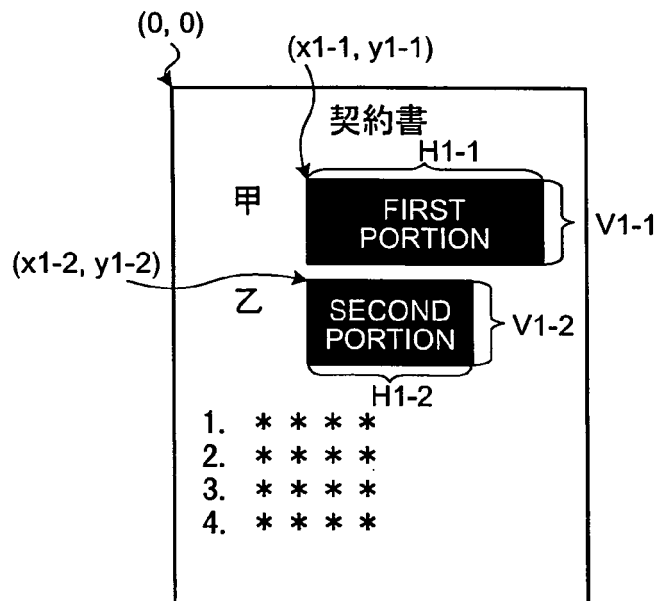 (0, 0)
(x1-1, y1-1)
契約書
H1-1
甲
FIRST
PORTION
V1-1
(x1-2, y1-2)
乙
SECOND
PORTION
V1-2
H1-2
1. * * * *
2. * * * *
3. * * * *
4. * * * *